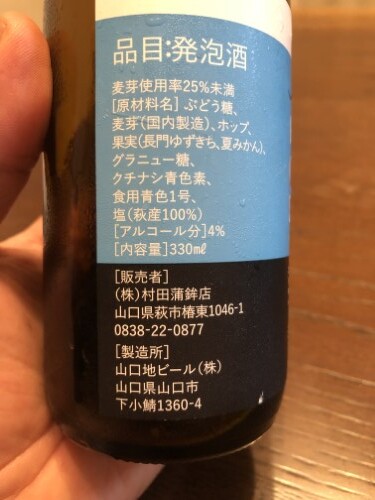 品目:発泡酒
麦芽使用率25%未満
[原材料名] ぶどう糖、
麦芽(国内製造)、ホップ、
果実(長門ゆずきち、夏みかん)、
グラニュー糖、
クチナシ青色素、
食用青色1号、
塩(萩産100%)
[アルコール分]4%
[内容量]330㎖
[販売者]
(株)村田蒲鉾店
山口県萩市椿東1046-1
0838-22-0877
[製造所]
山口地ビール(株)
山口県山口市
下小鯖1360-4